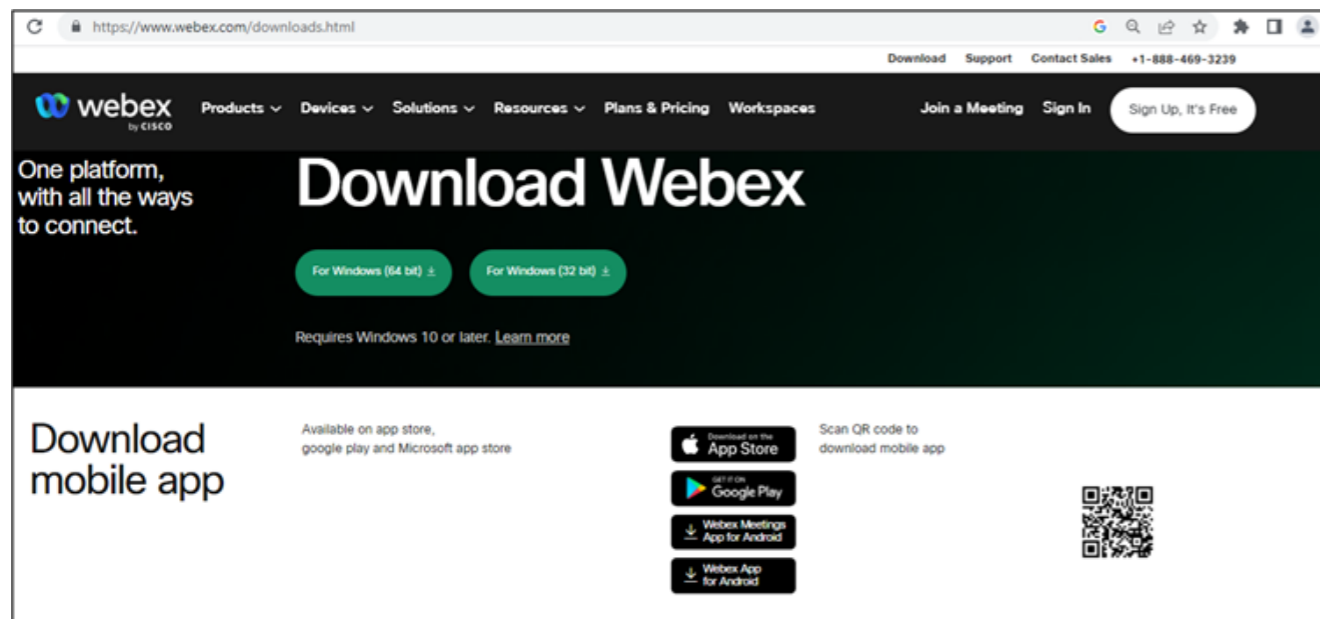 https://www.webex.com/downloads.html
Download Support Contact Sales +1-888-469-3239
webex
by CISCO
Products Devices Solutions Resources Plans & Pricing Workspaces Join a Meeting Sign In Sign Up, It's Free
One platform,
with all the ways
to connect.
Download Webex
For Windows (64 bit) For Windows (32 bit)
Requires Windows 10 or later. Learn more
Download
mobile app
Available on app store,
google play and Microsoft app store
Download on the
App Store
GET IT ON
Google Play
Webex Meetings
App for Android
Webex App
for Android
Scan QR code to
download mobile app